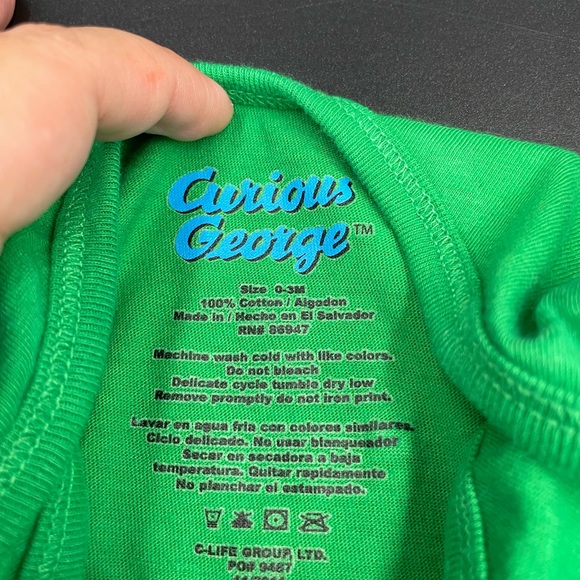 Curious
George™
Size 0-3M
100% Cotton / Algodon
Made in / Hecho en El Salvador
RN# 86947
Machine wash cold with like colors.
Do not bleach
Delicate cycle tumble dry low
Remove promptly do not iron print.
Lavar en agua fria con colores similares.
Ciclo delicado. No usar blanqueador
Secar en secadora a baja
temperatura. Quitar rapidamente
No planchar el estampado.
C-LIFE GROUP, LTD.
PO# 9487